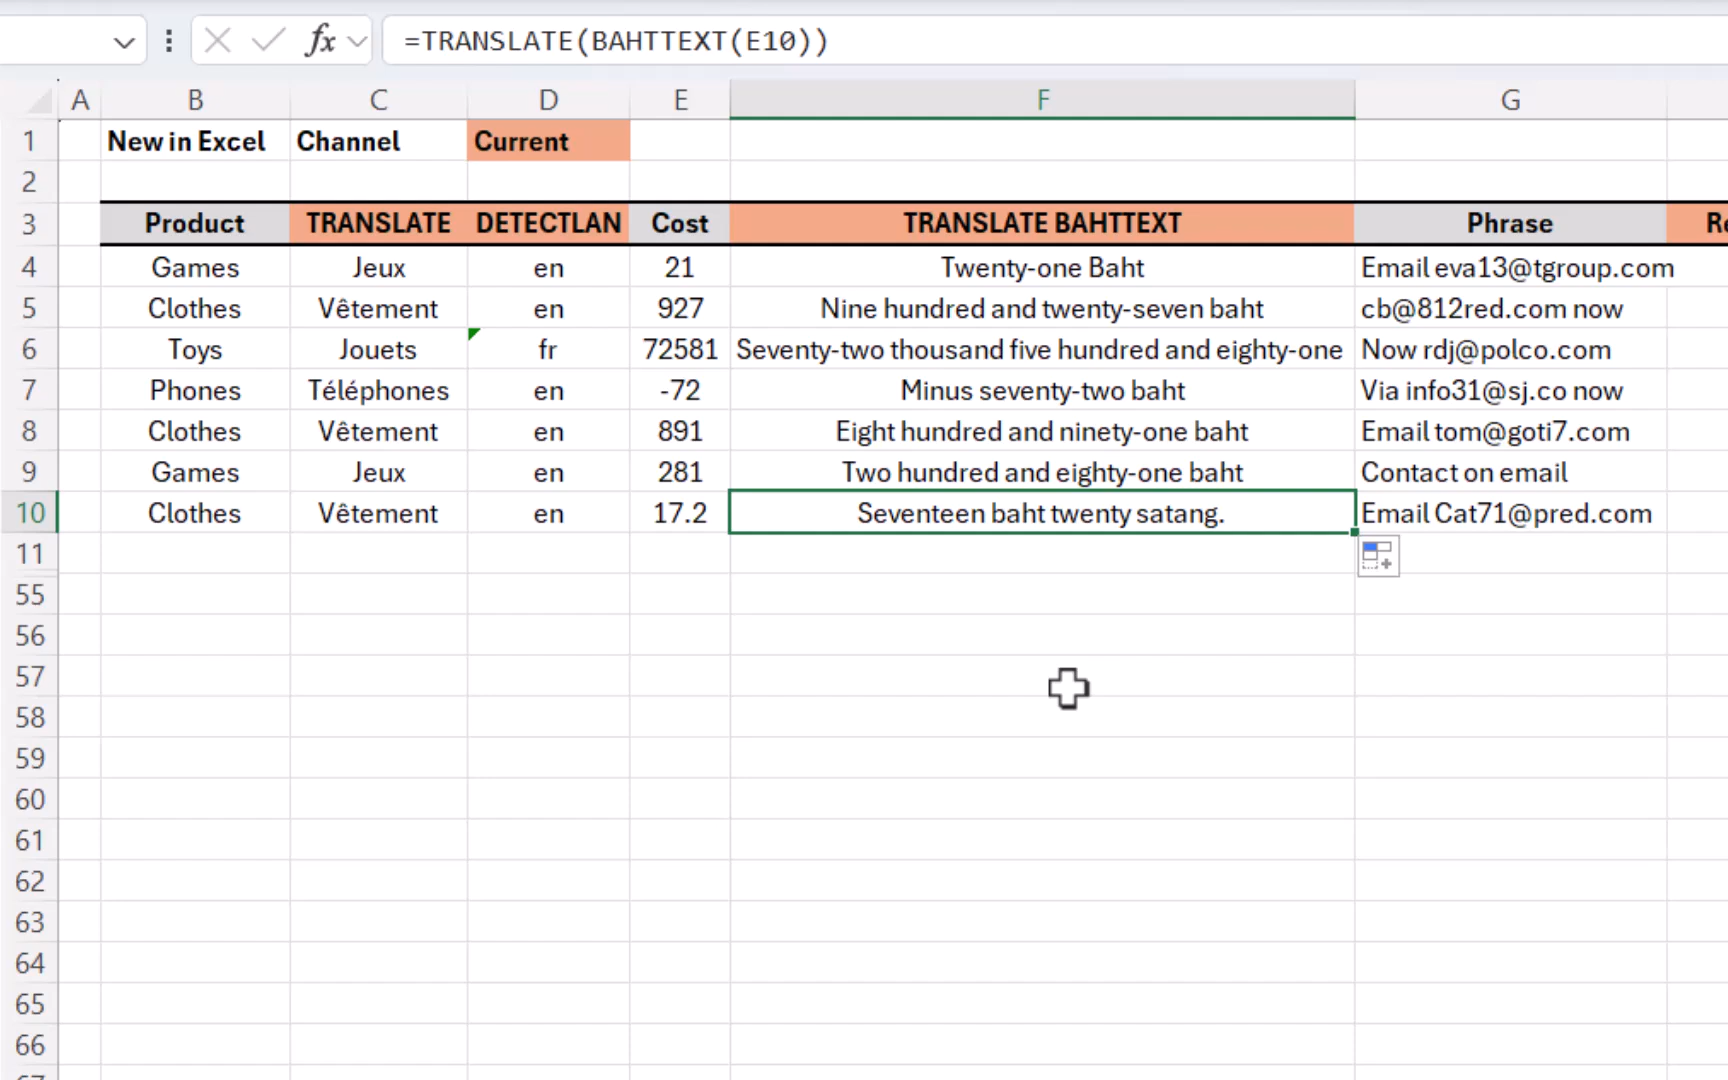 =TRANSLATE(BAHTTEXT(E10))
A B C D E F G
1 New in Excel Channel Current
2
3 Product TRANSLATE DETECTLAN Cost TRANSLATE BAHTTEXT Phrase
4 Games Jeux en 21 Twenty-one Baht Email eva13@tgroup.com
5 Clothes Vêtement en 927 Nine hundred and twenty-seven baht cb@812red.com now
6 Toys Jouets fr 72581 Seventy-two thousand five hundred and eighty-one Now rdj@polco.com
7 Phones Téléphones en -72 Minus seventy-two baht Via info31@sj.co now
8 Clothes Vêtement en 891 Eight hundred and ninety-one baht Email tom@goti7.com
9 Games Jeux en 281 Two hundred and eighty-one baht Contact on email
10 Clothes Vêtement en 17.2 Seventeen baht twenty satang. Email Cat71@pred.com
11
55
56
57
58
59
60
61
62
63
64
65
66